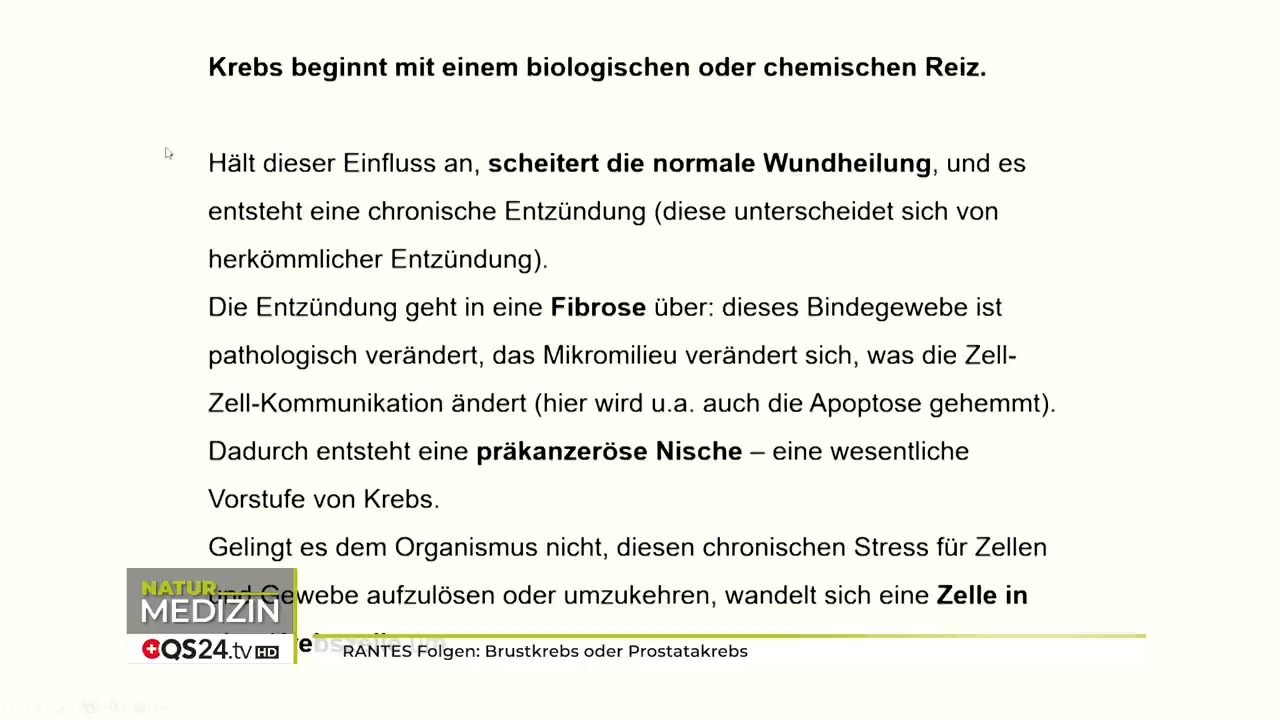 Krebs beginnt mit einem biologischen oder chemischen Reiz.
Hält dieser Einfluss an, scheitert die normale Wundheilung, und es
entsteht eine chronische Entzündung (diese unterscheidet sich von
herkömmlicher Entzündung).
Die Entzündung geht in eine Fibrose über: dieses Bindegewebe ist
pathologisch verändert, das Mikromilieu verändert sich, was die Zell-
Zell-Kommunikation ändert (hier wird u.a. auch die Apoptose gehemmt).
Dadurch entsteht eine präkanzeröse Nische – eine wesentliche
Vorstufe von Krebs.
Gelingt es dem Organismus nicht, diesen chronischen Stress für Zellen
und Gewebe aufzulösen oder umzukehren, wandelt sich eine Zelle in
Krebszelle um
NATUR
MEDIZIN
QS24.tv HD
RANTES Folgen: Brustkrebs oder Prostatakrebs